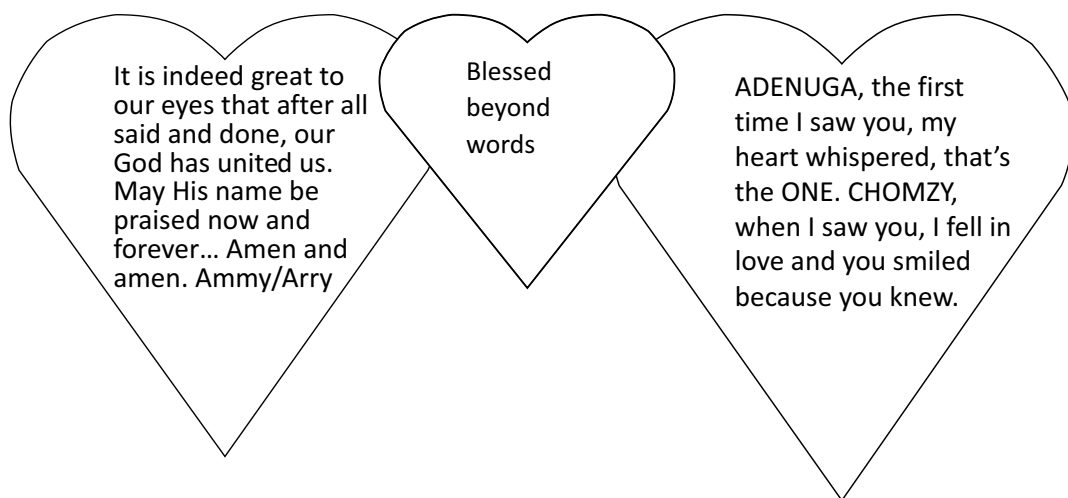 It is indeed great to
our eyes that after all
said and done, our
God has united us.
May His name be
praised now and
forever… Amen and
amen. Ammy/Arry
Blessed
beyond
words
ADENUGA, the first
time I saw you, my
heart whispered, that’s
the ONE. CHOMZY,
when I saw you, I fell in
love and you smiled
because you knew.